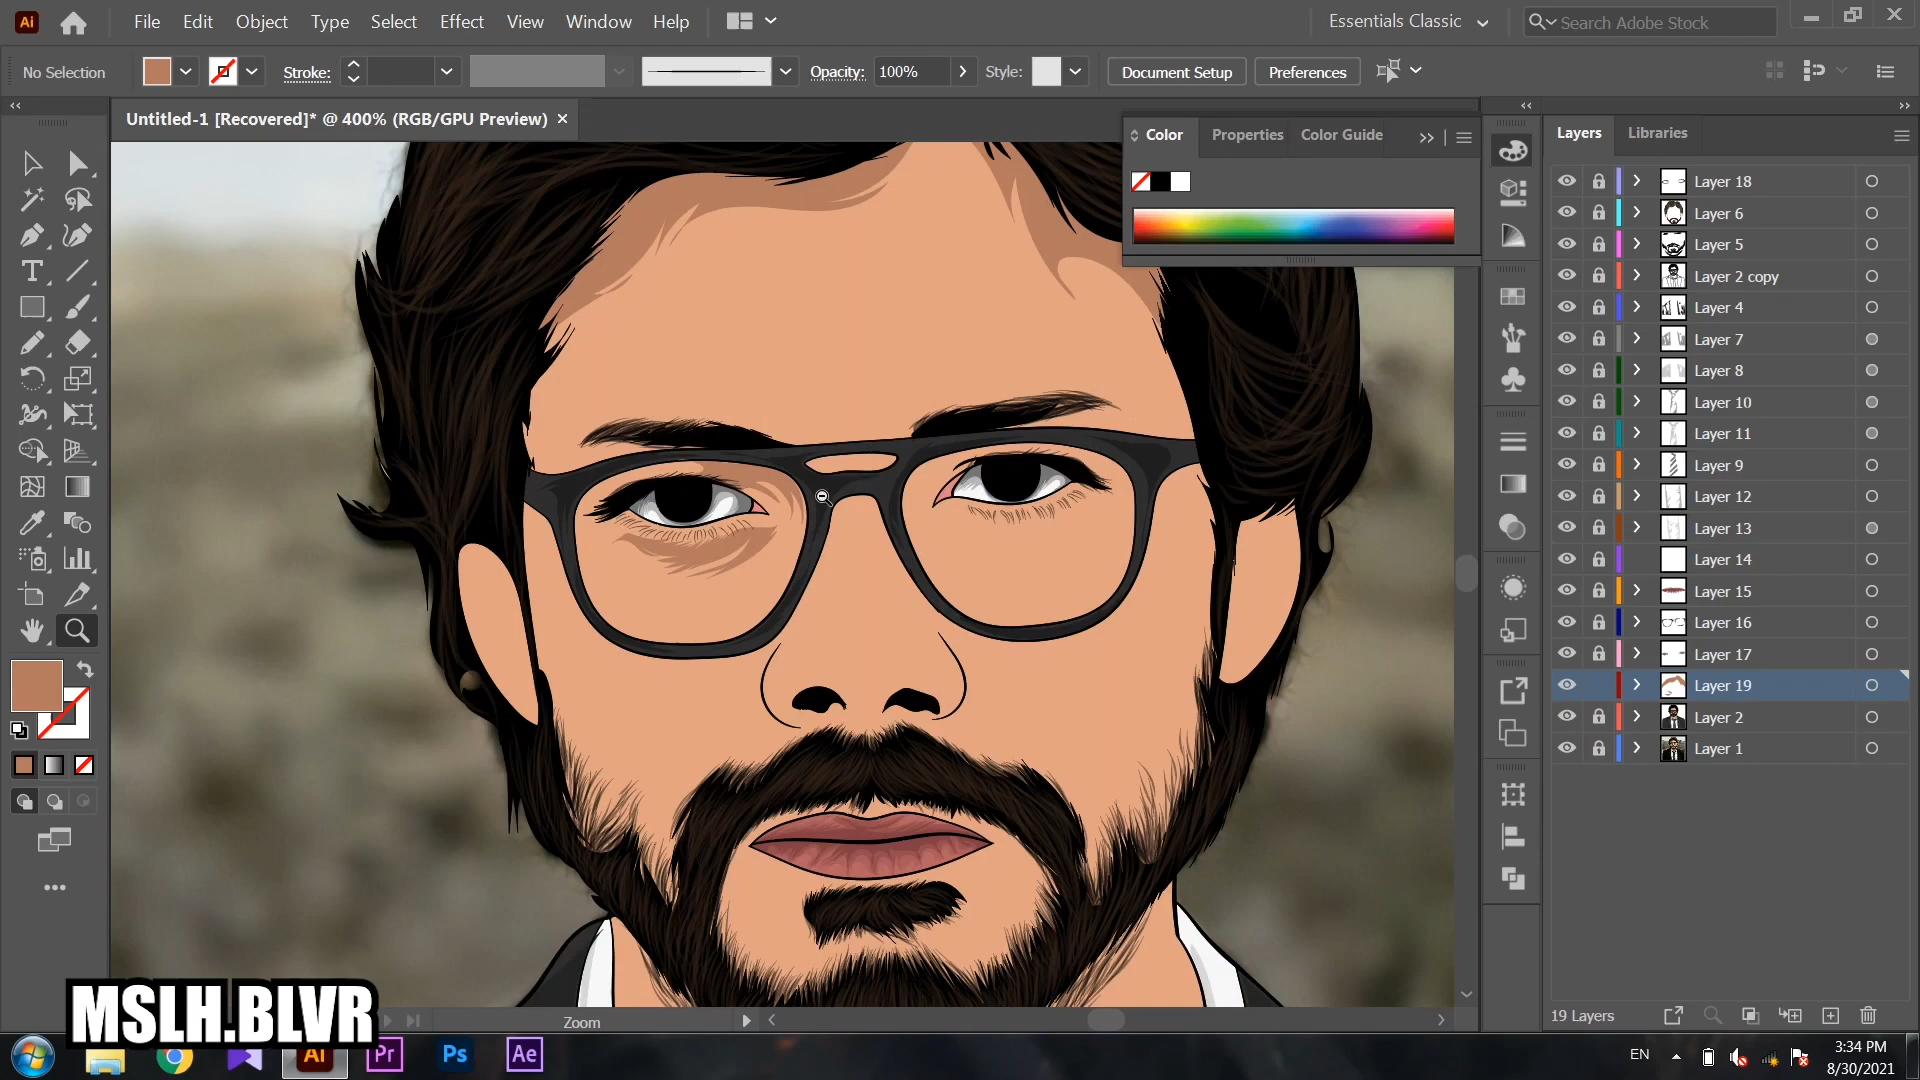 Ai File Edit Object Type Select Effect View Window Help Essentials Classic Search Adobe Stock
No Selection Stroke: Opacity: 100% Style: Document Setup Preferences
Untitled-1 [Recovered]* @ 400% (RGB/GPU Preview)
Color Properties Color Guide
Layers Libraries
Layer 18
Layer 6
Layer 5
Layer 2 copy
Layer 4
Layer 7
Layer 8
Layer 10
Layer 11
Layer 9
Layer 12
Layer 13
Layer 14
Layer 15
Layer 16
Layer 17
Layer 19
Layer 2
Layer 1
19 Layers
Zoom
MSLH.BLVR
Ai Pr Ps Ae
EN
3:34 PM
8/30/2021